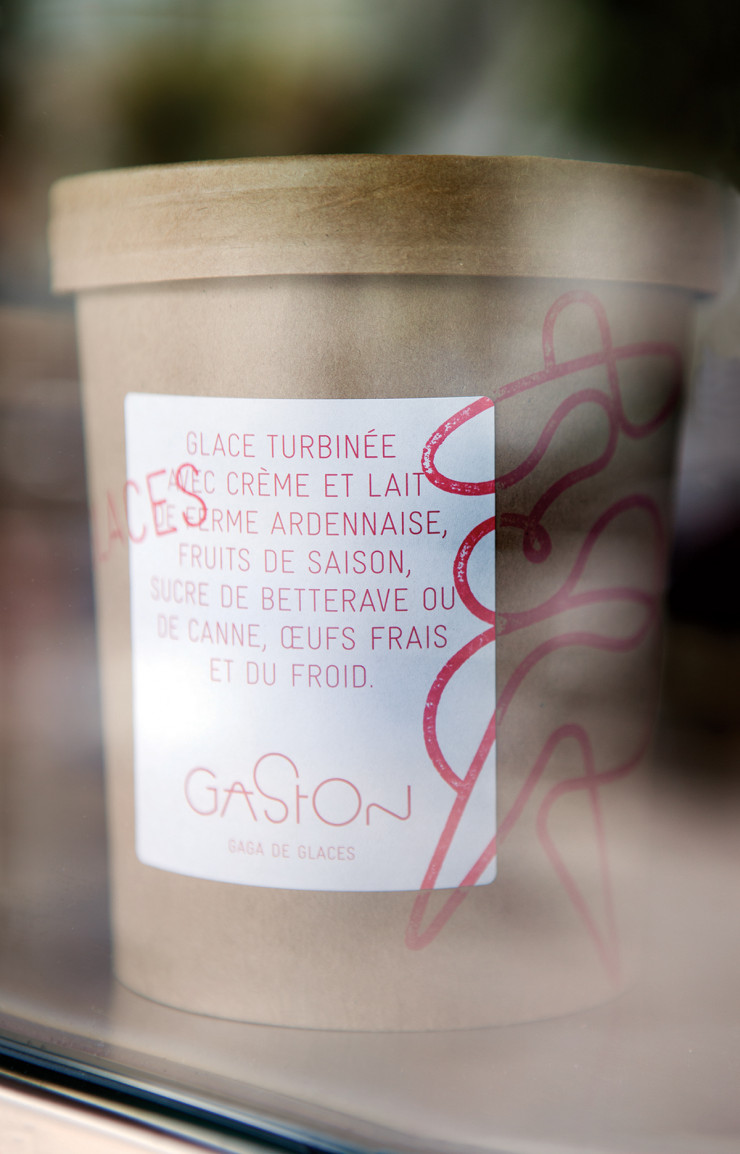 GLACE TURBINÉE
AVEC CRÈME ET LAIT
DE FERME ARDENNAISE,
FRUITS DE SAISON,
SUCRE DE BETTERAVE OU
DE CANNE, ŒUFS FRAIS
ET DU FROID.
LACES
GASTON
GAGA DE GLACES